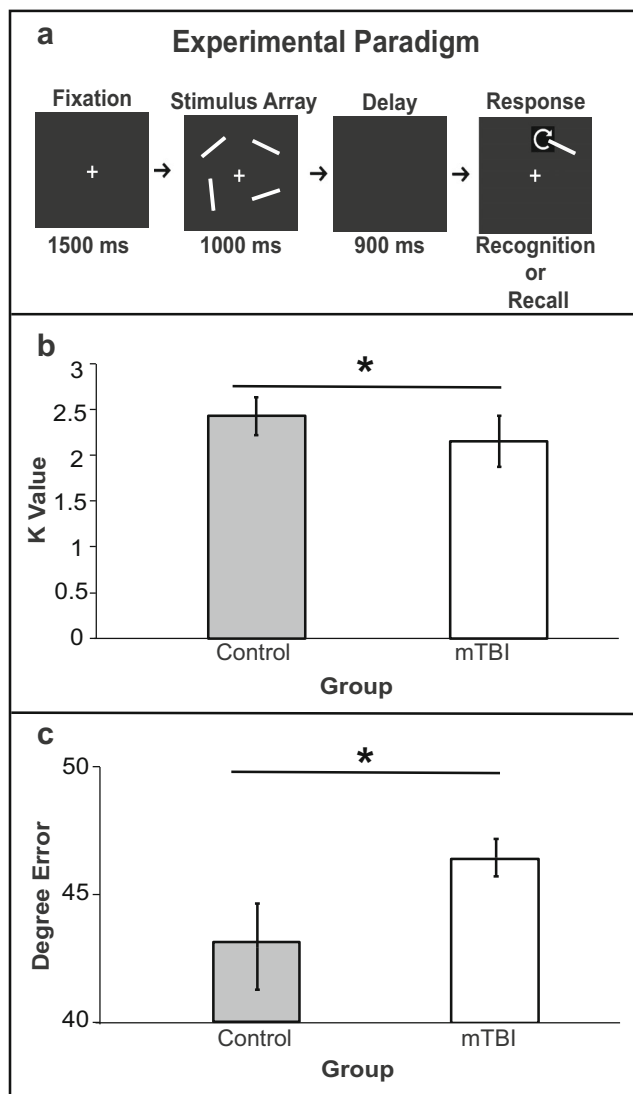 a
Experimental Paradigm
Fixation
Stimulus Array
Delay
Response
1500 ms
1000 ms
900 ms
Recognition
or
Recall
b
*
3
2.5
2
1.5
1
0.5
0
K Value
Control
mTBI
Group
c
*
50
45
40
Degree Error
Control
mTBI
Group